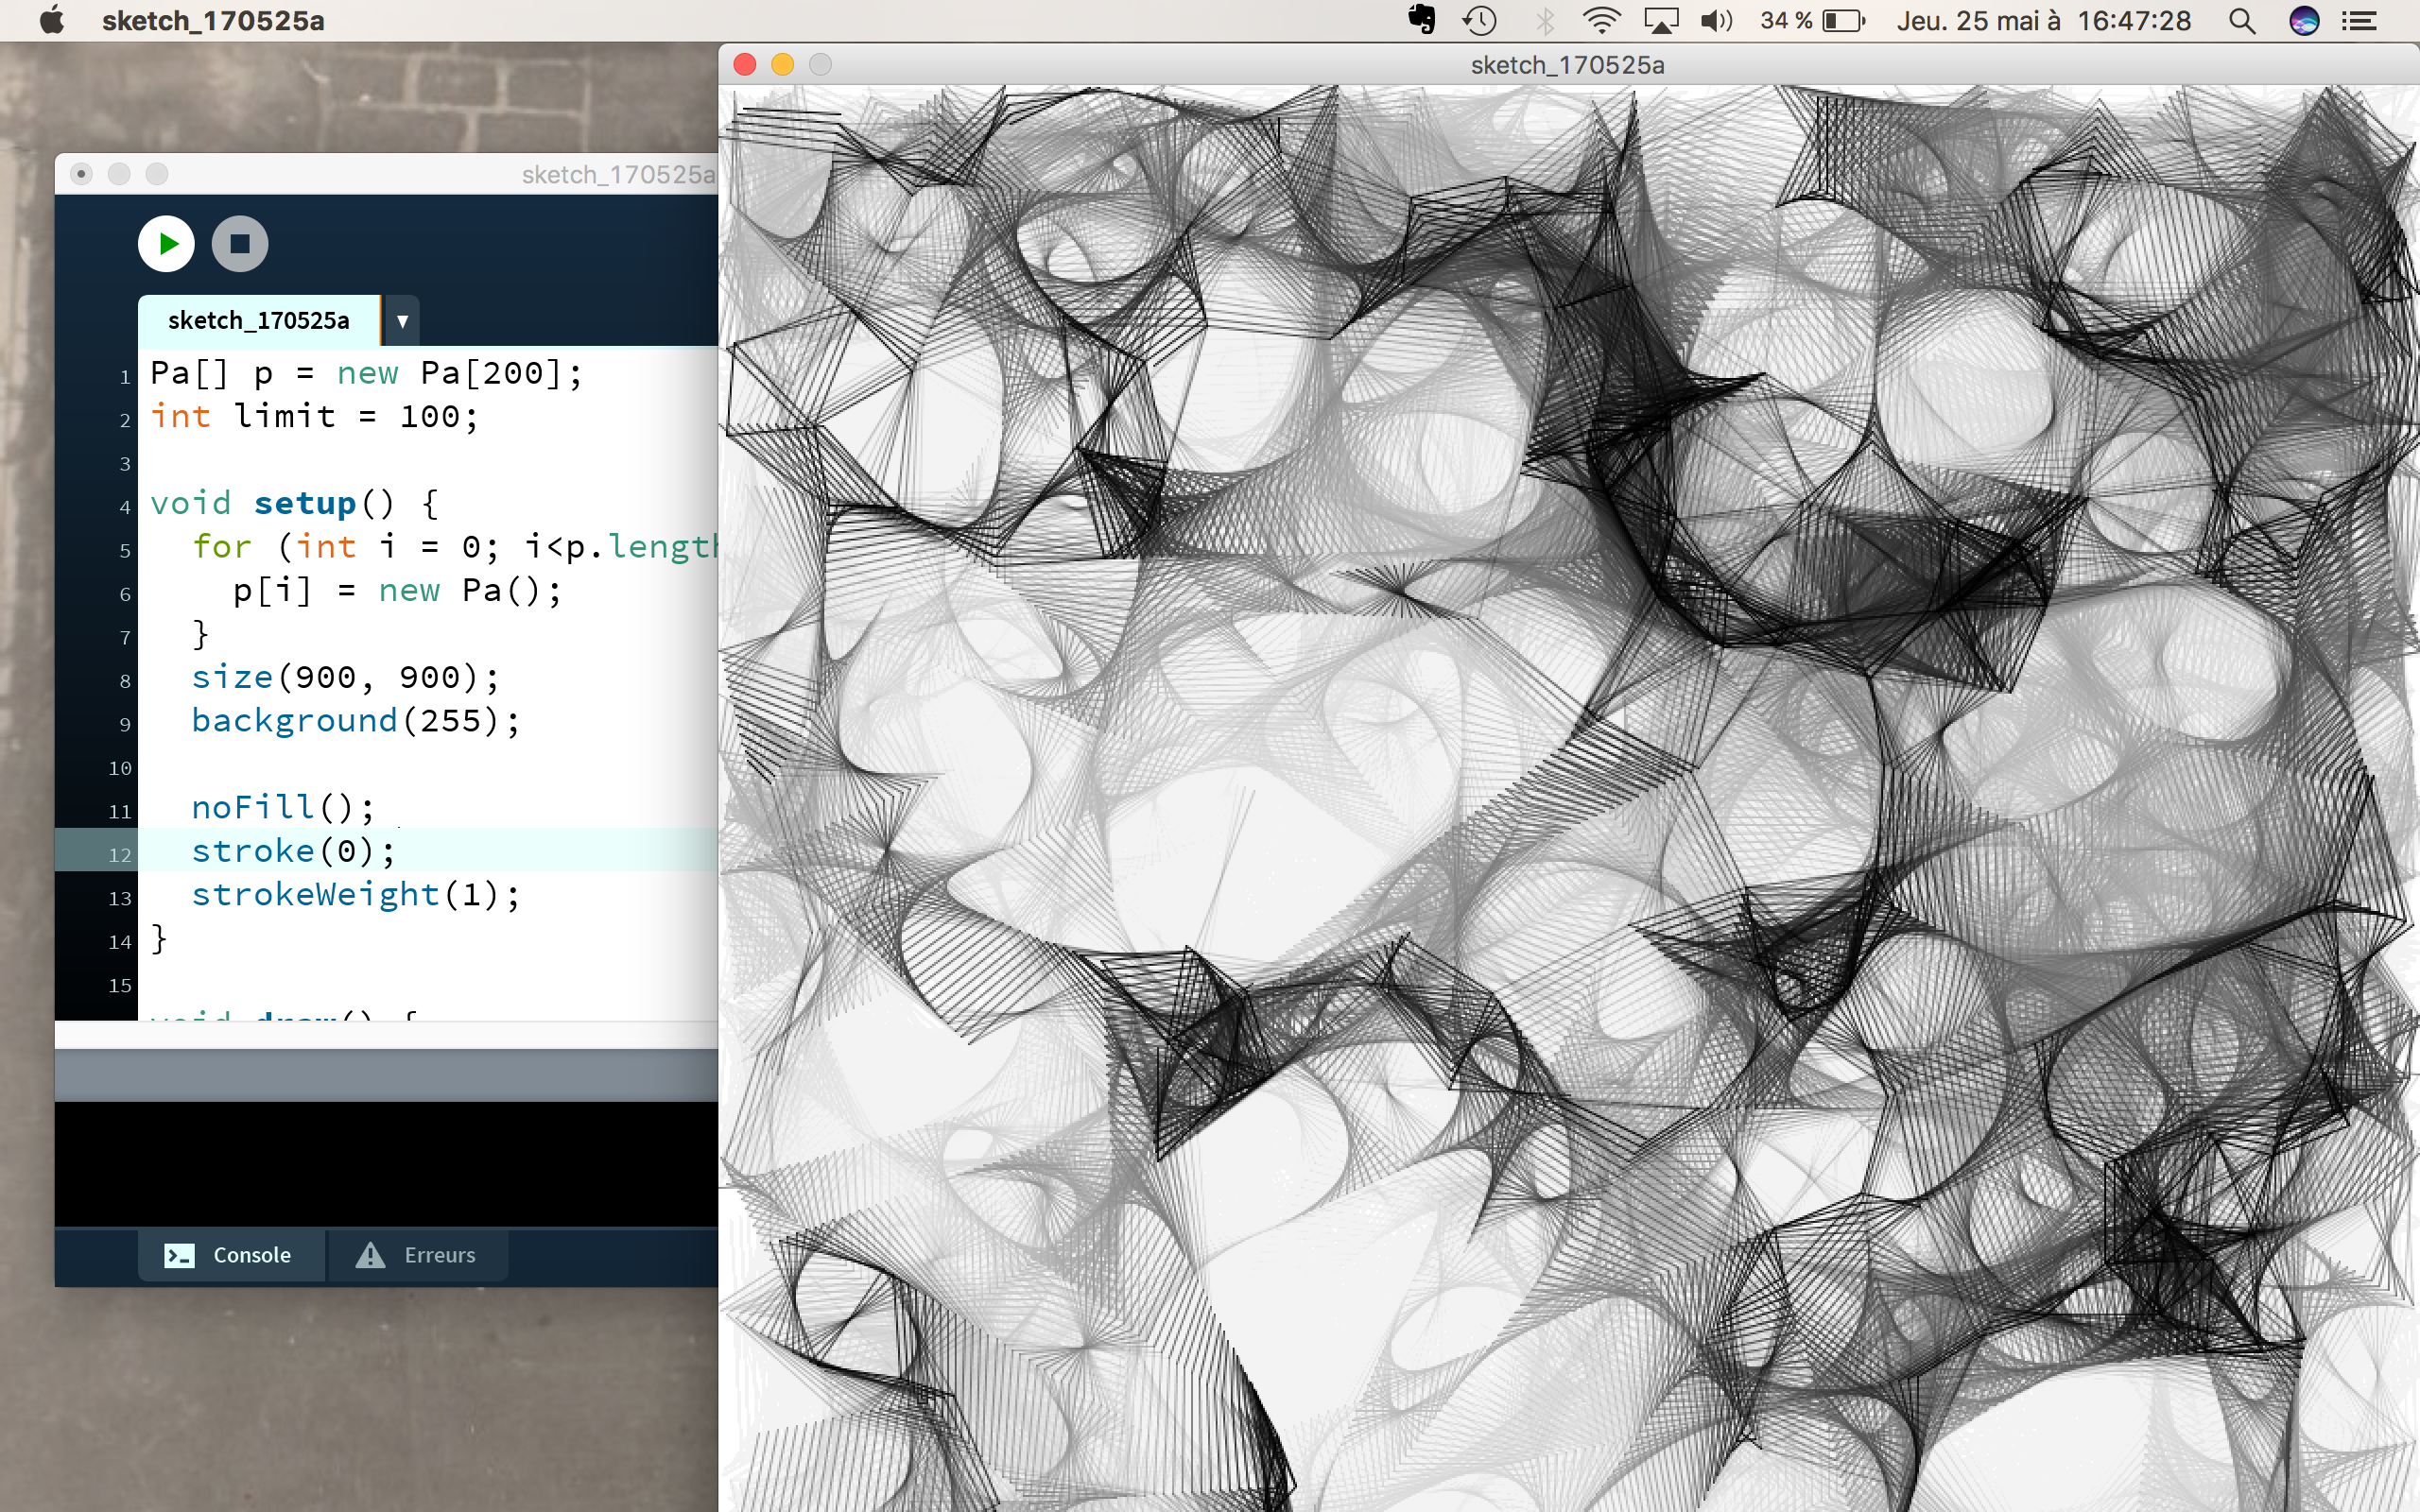 sketch_170525a
34 %
Jeu. 25 mai à 16:47:28
sketch_170525a
sketch_170525a
sketch_170525a
1 Pa[] p = new Pa[200];
2 int limit = 100;
3
4 void setup() {
5 for (int i = 0; i<p.length
6 p[i] = new Pa();
7 }
8 size(900, 900);
9 background(255);
10
11 noFill();
12 stroke(0);
13 strokeWeight(1);
14 }
15
void draw() {
Console
Erreurs